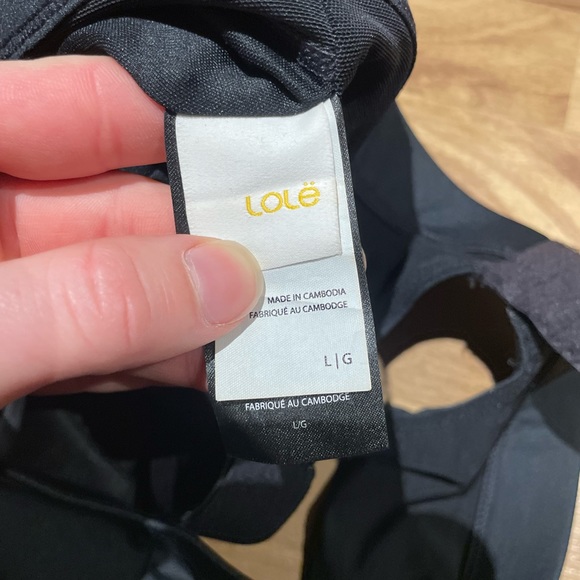 Lolë
MADE IN CAMBODIA
FABRIQUÉ AU CAMBODGE
L|G
FABRIQUÉ AU CAMBODGE
L/G